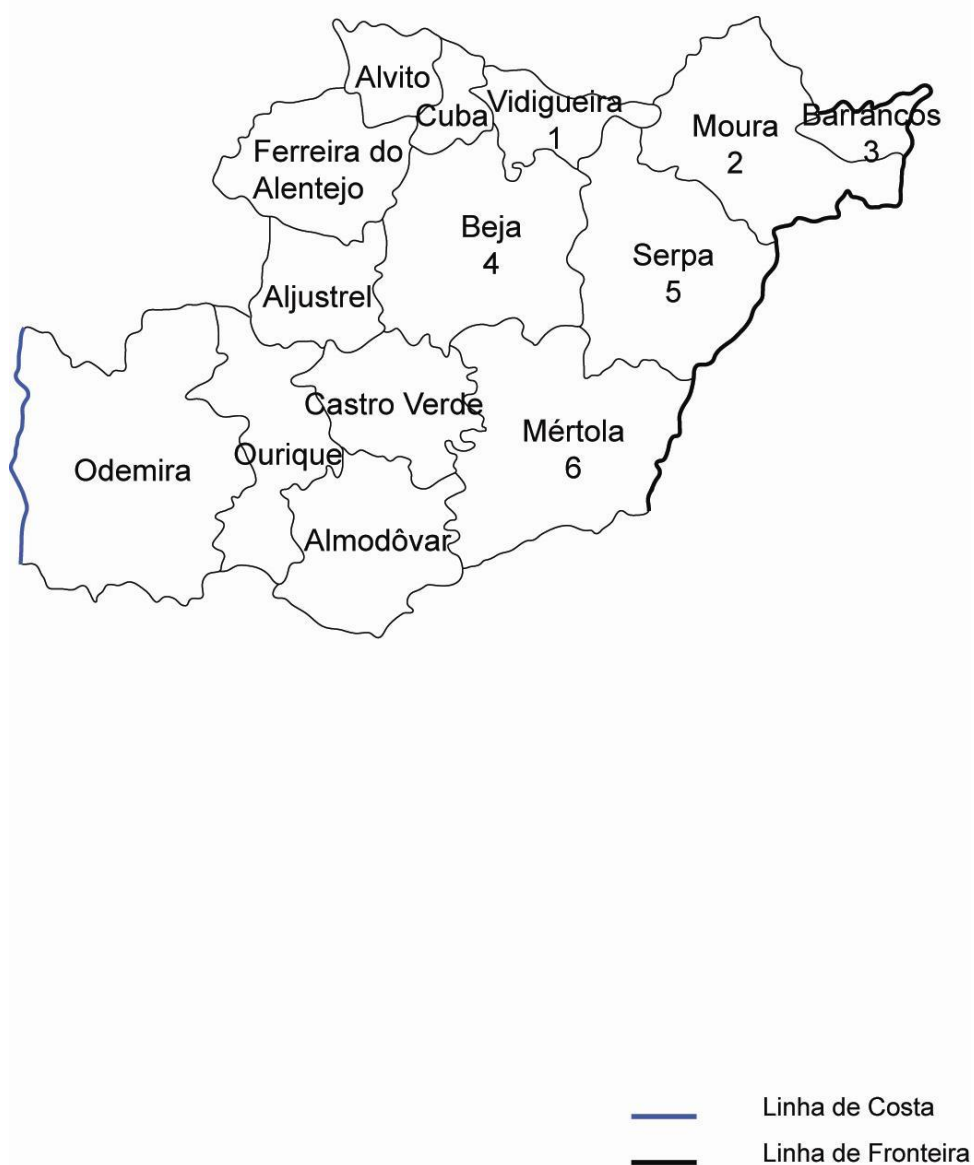 Alvito
Cuba
Vidigueira
1
Moura
2
Barrancos
3
Ferreira do
Alentejo
Beja
4
Serpa
5
Aljustrel
Castro Verde
Mértola
6
Odemira
Ourique
Almodôvar
Linha de Costa
Linha de Fronteira